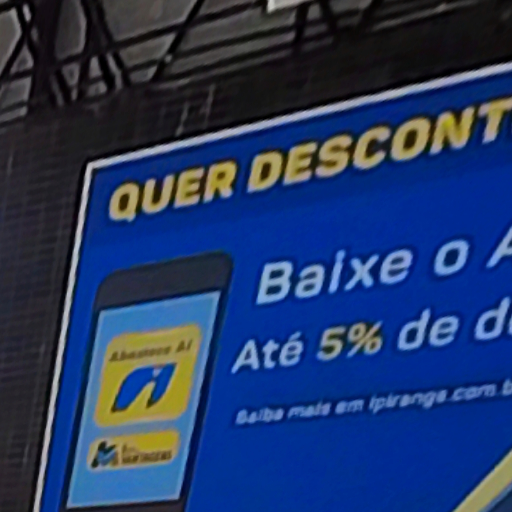 QUER DESCONT
Baixe o A
Até 5% de d
Saiba mais em ipiranga.com.b
Abastece Aí